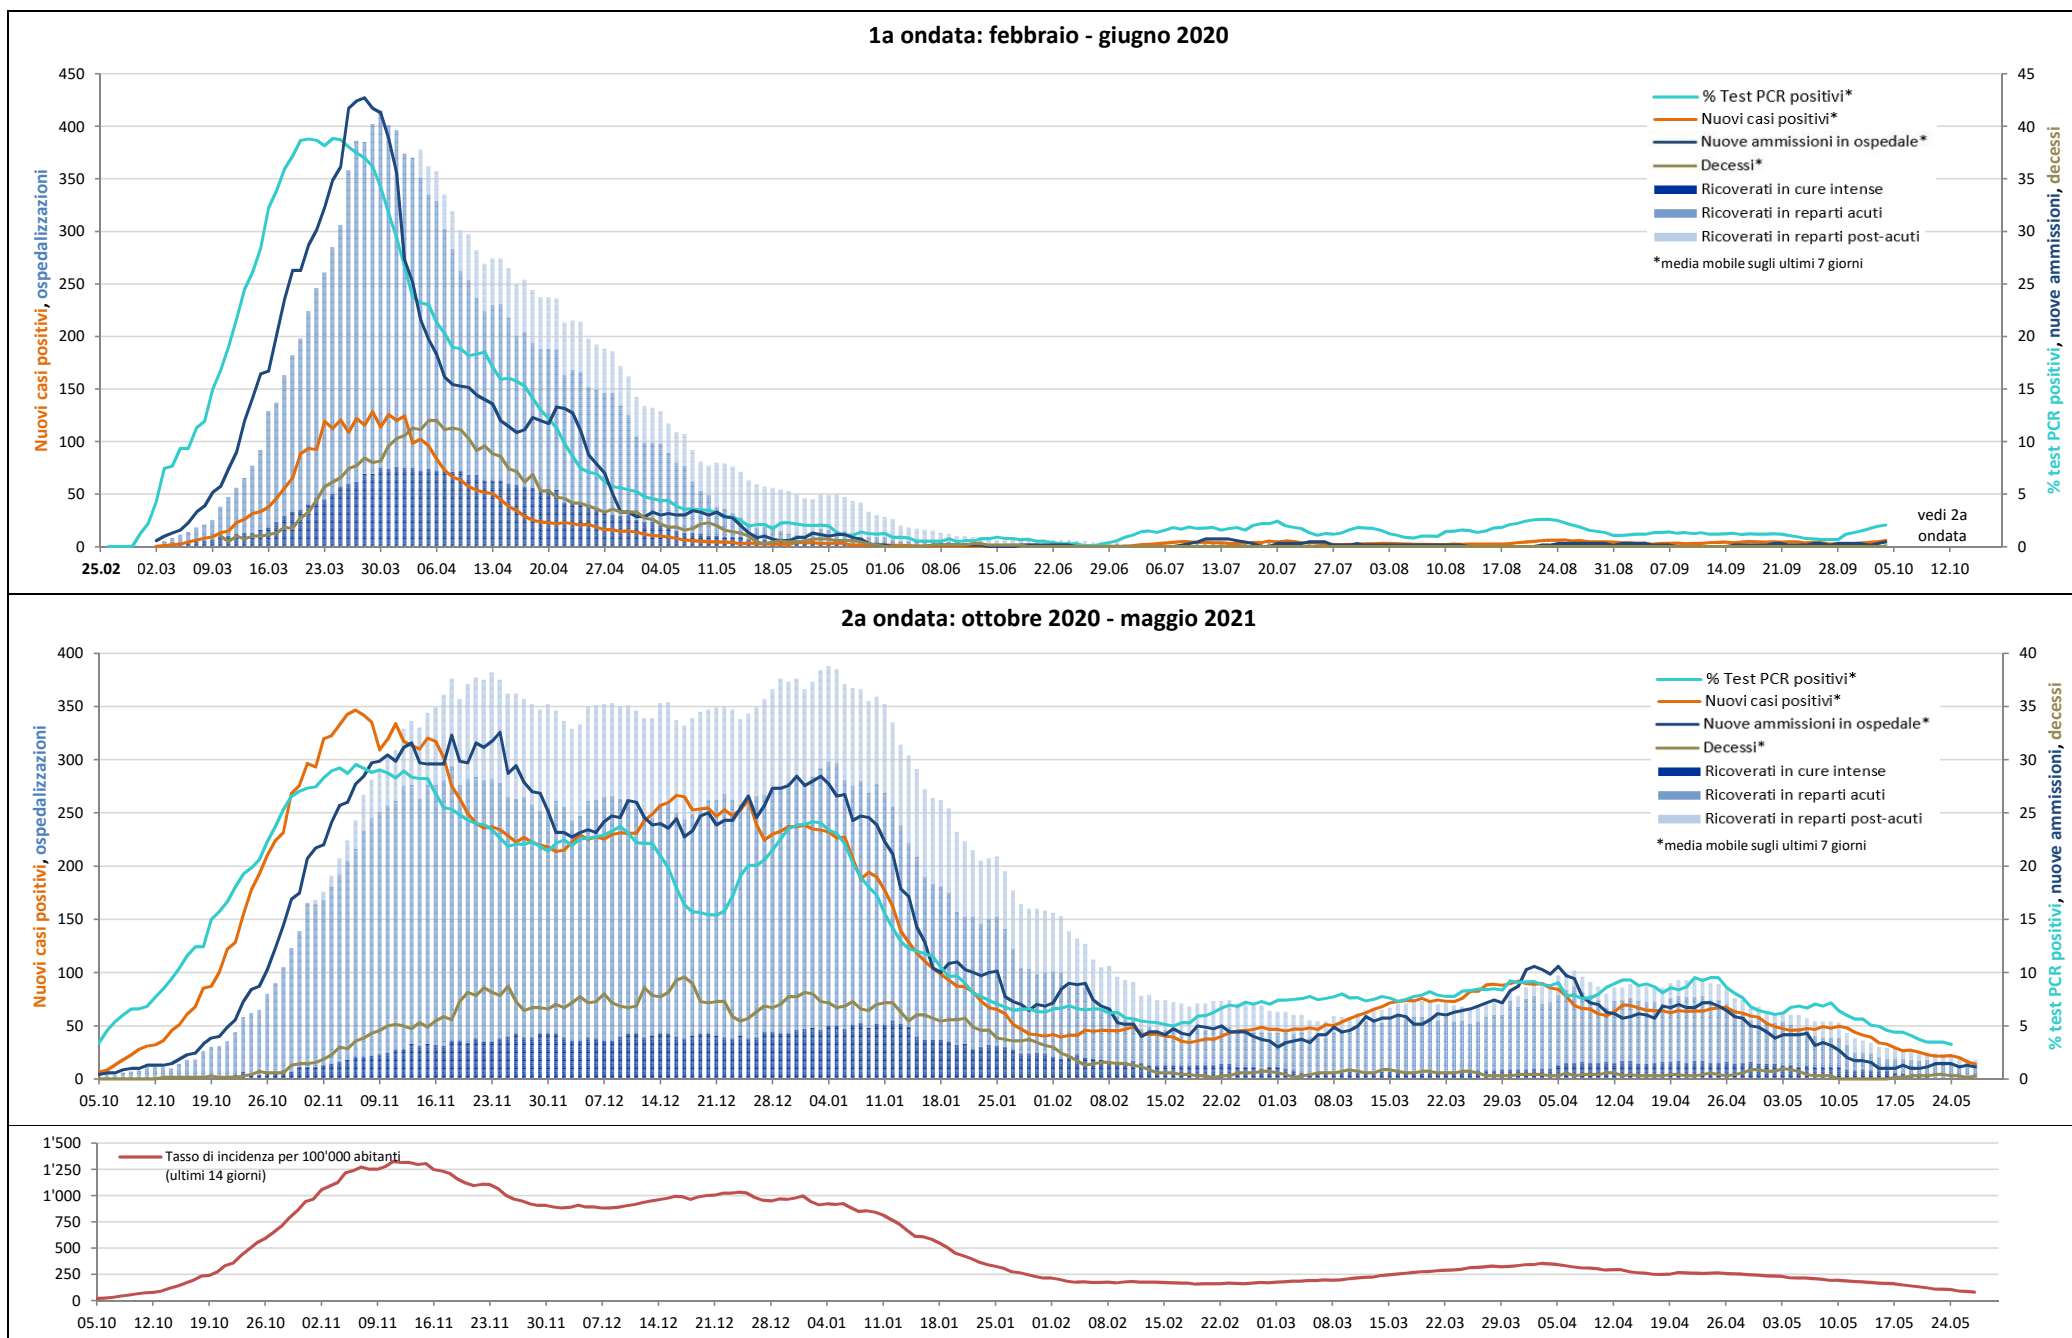 1a ondata: febbraio - giugno 2020
Nuovi casi positivi, ospedalizzazioni
450
400
350
300
250
200
150
100
50
0
% Test PCR positivi*
Nuovi casi positivi*
Nuove ammissioni in ospedale*
Decessi*
Ricoverati in cure intense
Ricoverati in reparti acuti
Ricoverati in reparti post-acuti
*media mobile sugli ultimi 7 giorni
vedi 2a
ondata
45
40
35
30
25
20
15
10
5
0
% test PCR positivi, nuove ammissioni, decessi
25.02 02.03 09.03 16.03 23.03 30.03 06.04 13.04 20.04 27.04 04.05 11.05 18.05 25.05 01.06 08.06 15.06 22.06 29.06 06.07 13.07 20.07 27.07 03.08 10.08 17.08 24.08 31.08 07.09 14.09 21.09 28.09 05.10 12.10
2a ondata: ottobre 2020 - maggio 2021
Nuovi casi positivi, ospedalizzazioni
400
350
300
250
200
150
100
50
0
% Test PCR positivi*
Nuovi casi positivi*
Nuove ammissioni in ospedale*
Decessi*
Ricoverati in cure intense
Ricoverati in reparti acuti
Ricoverati in reparti post-acuti
*media mobile sugli ultimi 7 giorni
40
35
30
25
20
15
10
5
0
% test PCR positivi, nuove ammissioni, decessi
05.10 12.10 19.10 26.10 02.11 09.11 16.11 23.11 30.11 07.12 14.12 21.12 28.12 04.01 11.01 18.01 25.01 01.02 08.02 15.02 22.02 01.03 08.03 15.03 22.03 29.03 05.04 12.04 19.04 26.04 03.05 10.05 17.05 24.05
1'500
1'250
1'000
750
500
250
0
Tasso di incidenza per 100'000 abitanti
(ultimi 14 giorni)
05.10 12.10 19.10 26.10 02.11 09.11 16.11 23.11 30.11 07.12 14.12 21.12 28.12 04.01 11.01 18.01 25.01 01.02 08.02 15.02 22.02 01.03 08.03 15.03 22.03 29.03 05.04 12.04 19.04 26.04 03.05 10.05 17.05 24.05